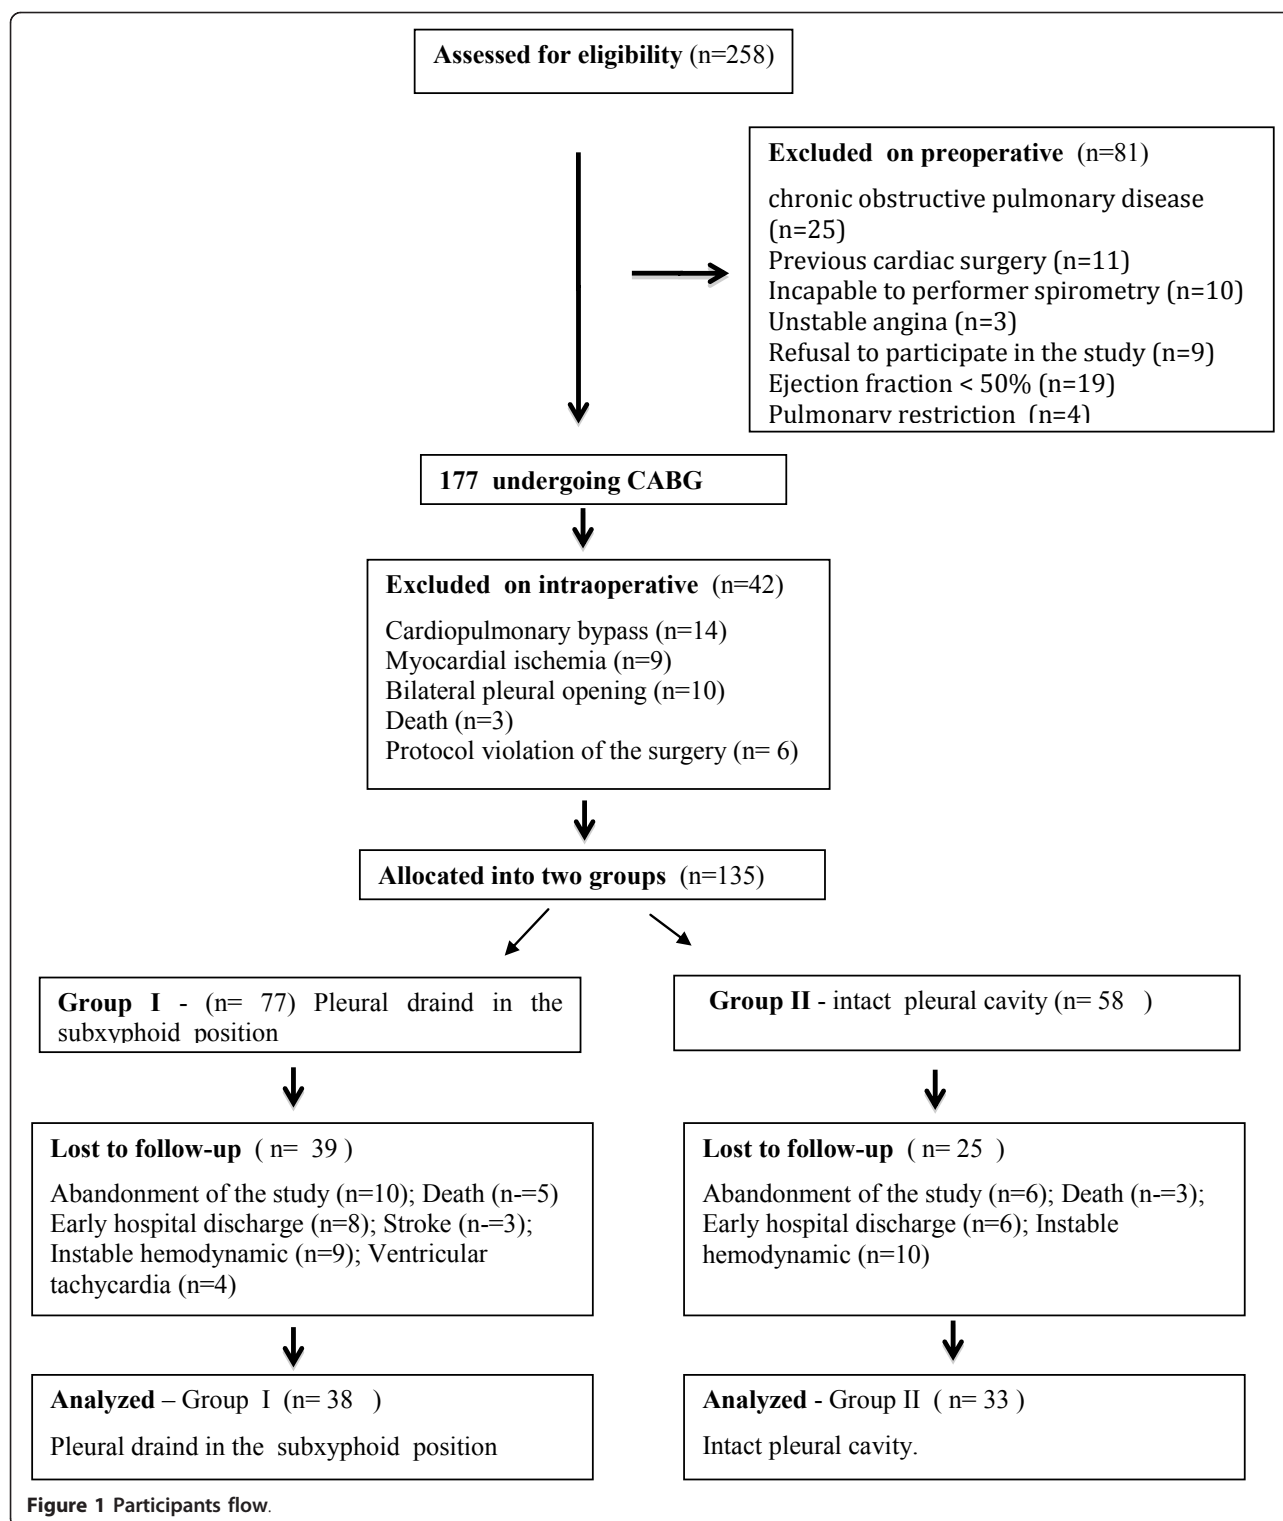 Assessed for eligibility (n=258)
Excluded on preoperative (n=81)
chronic obstructive pulmonary disease
(n=25)
Previous cardiac surgery (n=11)
Incapable to performer spirometry (n=10)
Unstable angina (n=3)
Refusal to participate in the study (n=9)
Ejection fraction < 50% (n=19)
Pulmonary restriction (n=4)
177 undergoing CABG
Excluded on intraoperative (n=42)
Cardiopulmonary bypass (n=14)
Myocardial ischemia (n=9)
Bilateral pleural opening (n=10)
Death (n=3)
Protocol violation of the surgery (n= 6)
Allocated into two groups (n=135)
Group I - (n= 77) Pleural draind in the
subxyphoid position
Group II - intact pleural cavity (n= 58 )
Lost to follow-up ( n= 39 )
Abandonment of the study (n=10); Death (n-=5)
Early hospital discharge (n=8); Stroke (n-=3);
Instable hemodynamic (n=9); Ventricular
tachycardia (n=4)
Lost to follow-up ( n= 25 )
Abandonment of the study (n=6); Death (n-=3);
Early hospital discharge (n=6); Instable
hemodynamic (n=10)
Analyzed – Group I (n= 38 )
Pleural draind in the subxyphoid position
Analyzed - Group II ( n= 33 )
Intact pleural cavity.
Figure 1 Participants flow.